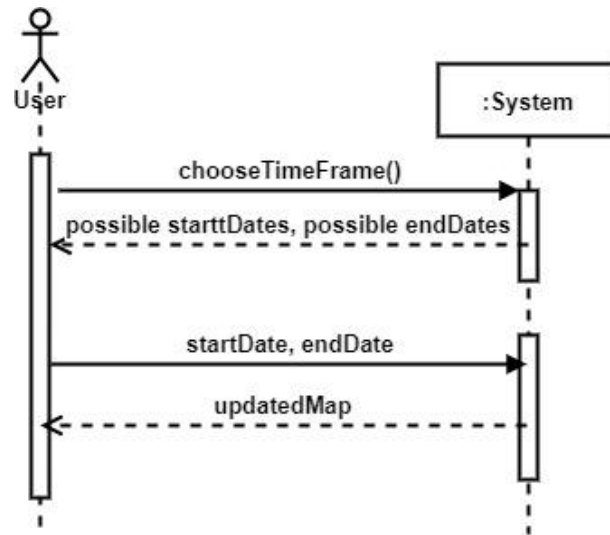 User
:System
chooseTimeFrame()
possible starttDates, possible endDates
startDate, endDate
updatedMap